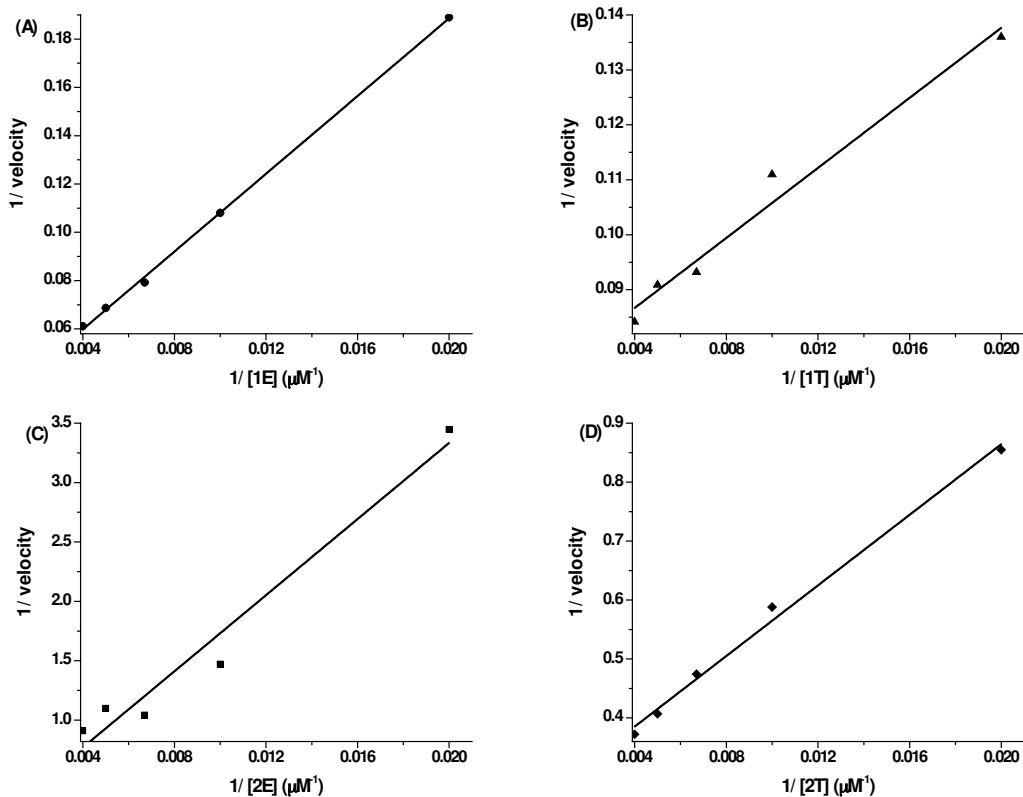 (A)
0.18
0.16
0.14
0.12
0.10
0.08
0.06
1/ velocity
0.004 0.008 0.012 0.016 0.020
1/ [1E] (µM⁻¹)
(B)
0.14
0.13
0.12
0.11
0.10
0.09
1/ velocity
0.004 0.008 0.012 0.016 0.020
1/ [1T] (µM⁻¹)
(C)
3.5
3.0
2.5
2.0
1.5
1.0
1/ velocity
0.004 0.008 0.012 0.016 0.020
1/ [2E] (µM⁻¹)
(D)
0.9
0.8
0.7
0.6
0.5
0.4
1/ velocity
0.004 0.008 0.012 0.016 0.020
1/ [2T] (µM⁻¹)